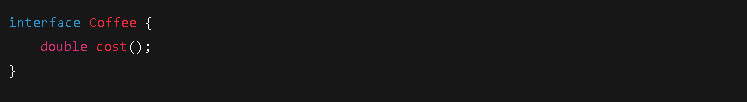 interface Coffee {
    double cost();
}